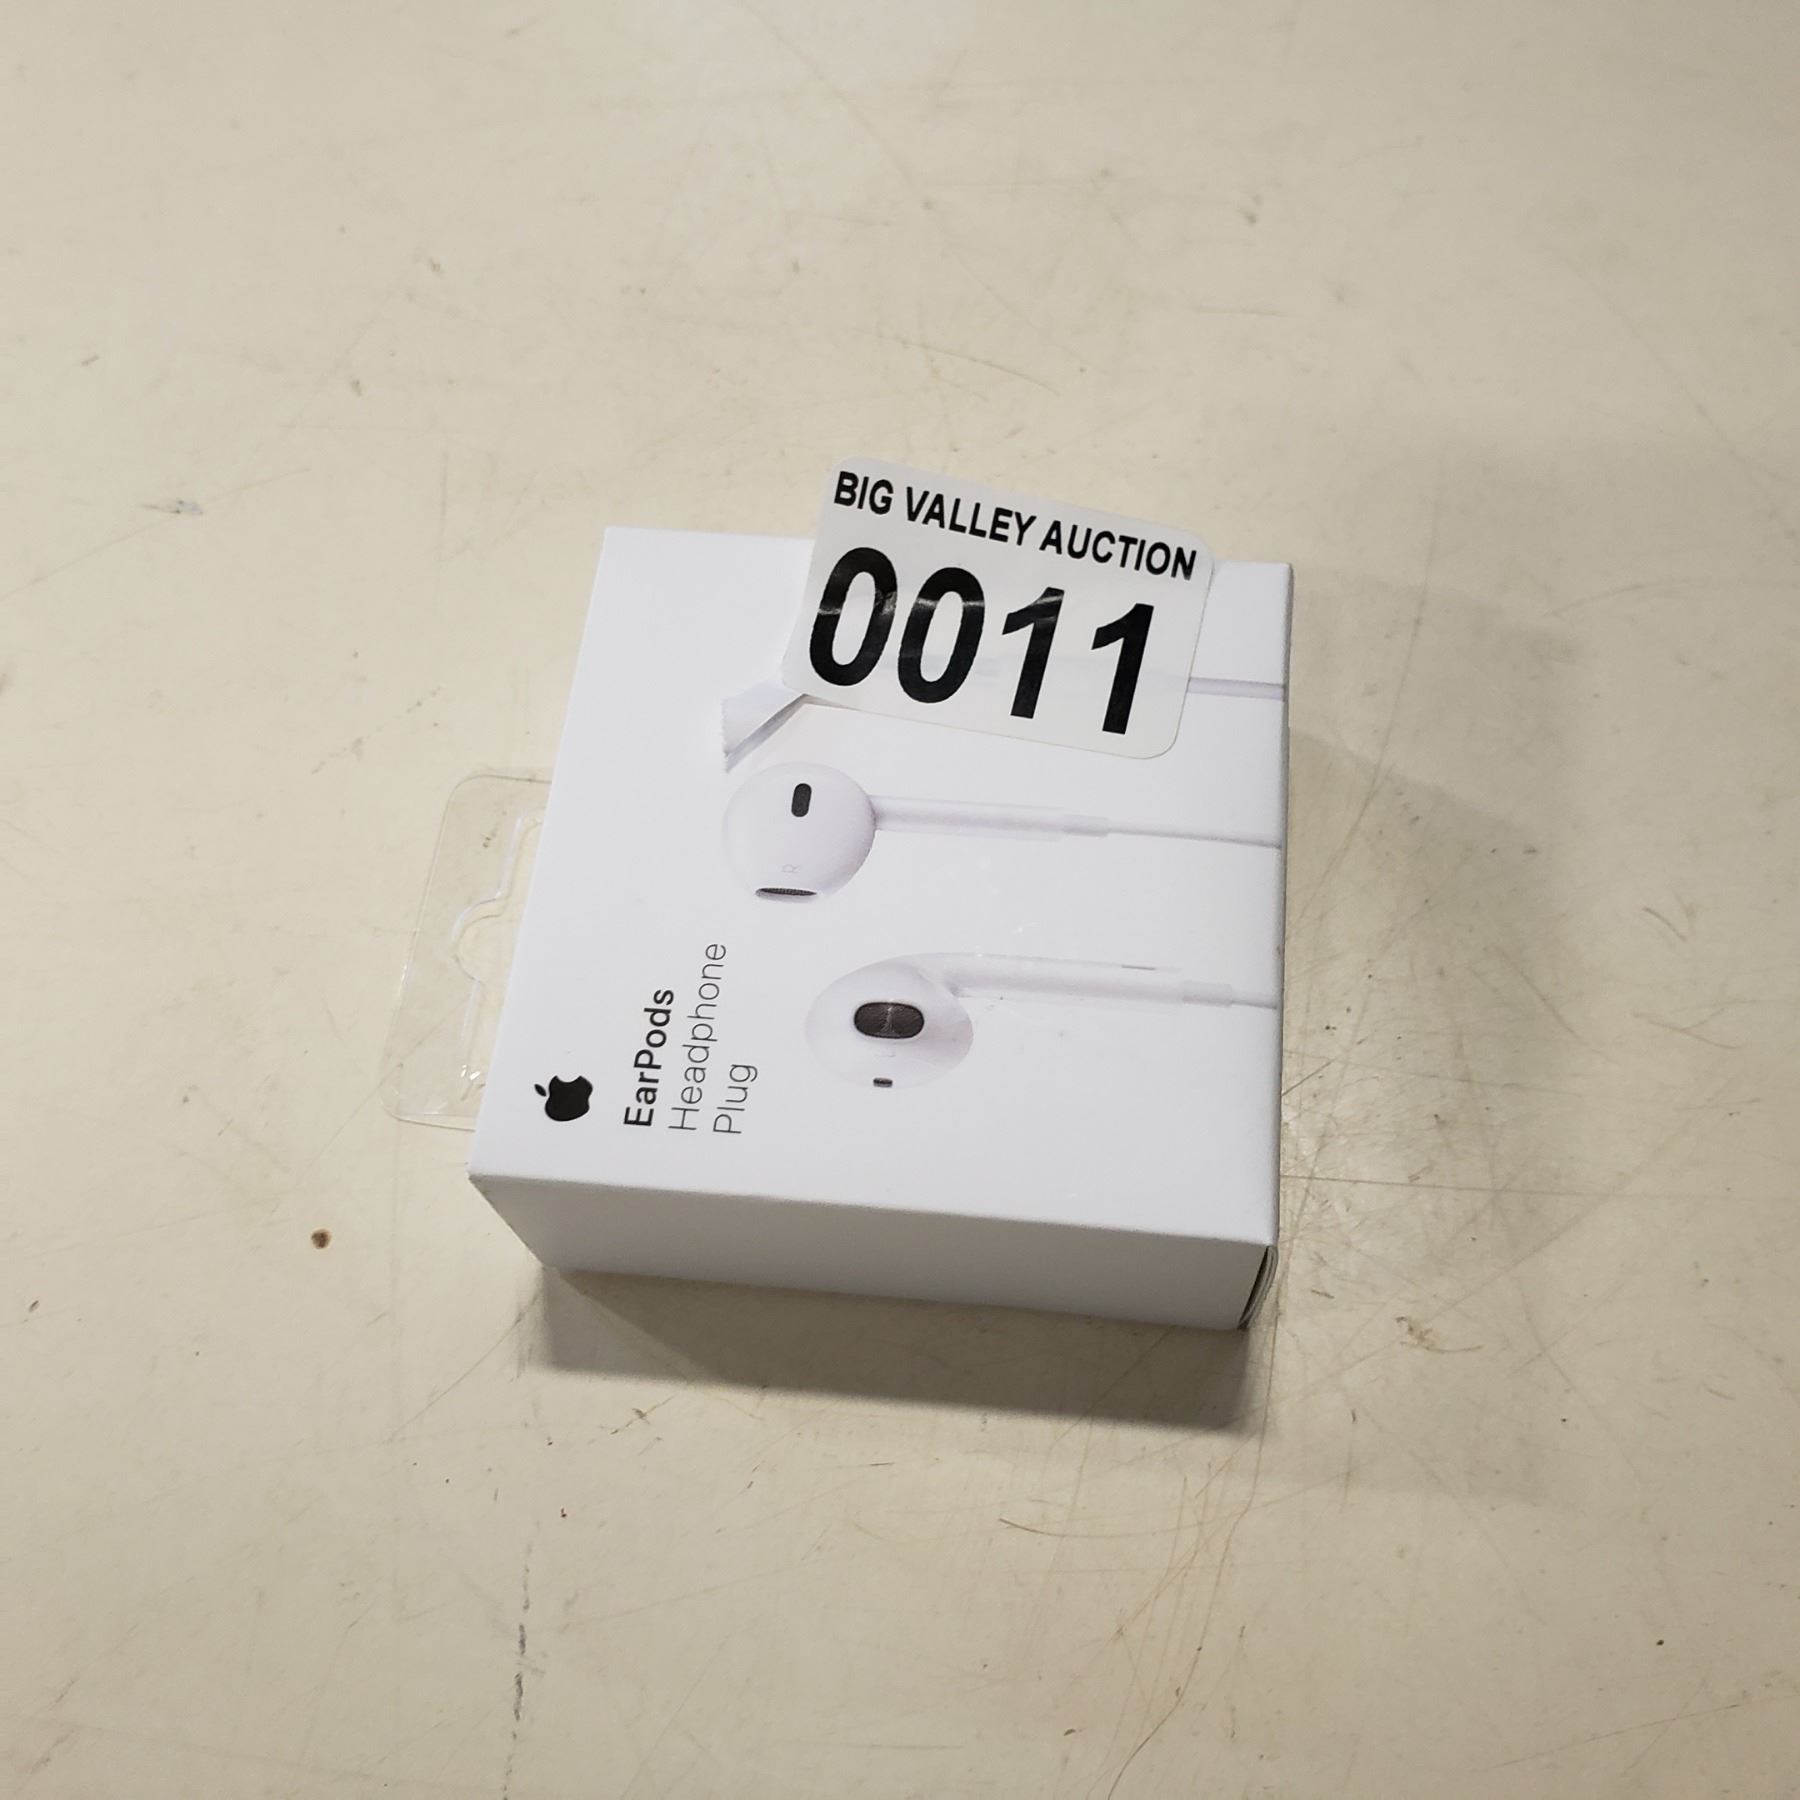 BIG VALLEY AUCTION
0011
EarPods
Headphone
Plug
R